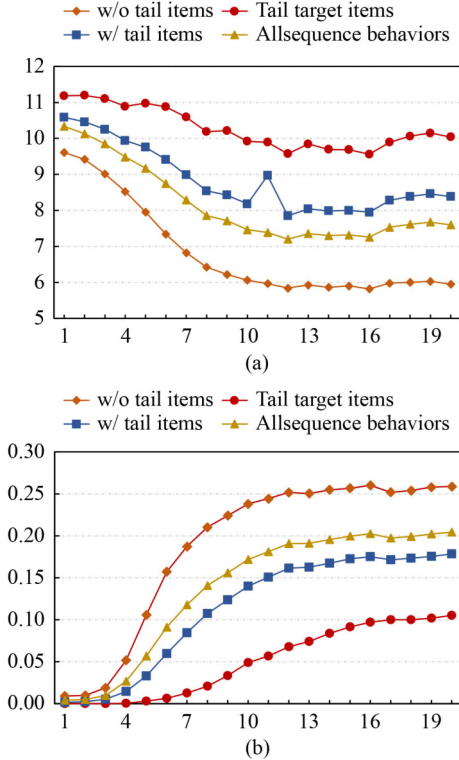 w/o tail items Tail target items
w/ tail items Allsequence behaviors
12
11
10
9
8
7
6
5
1 4 7 10 13 16 19
(a)
w/o tail items Tail target items
w/ tail items Allsequence behaviors
0.30
0.25
0.20
0.15
0.10
0.05
0.00
1 4 7 10 13 16 19
(b)